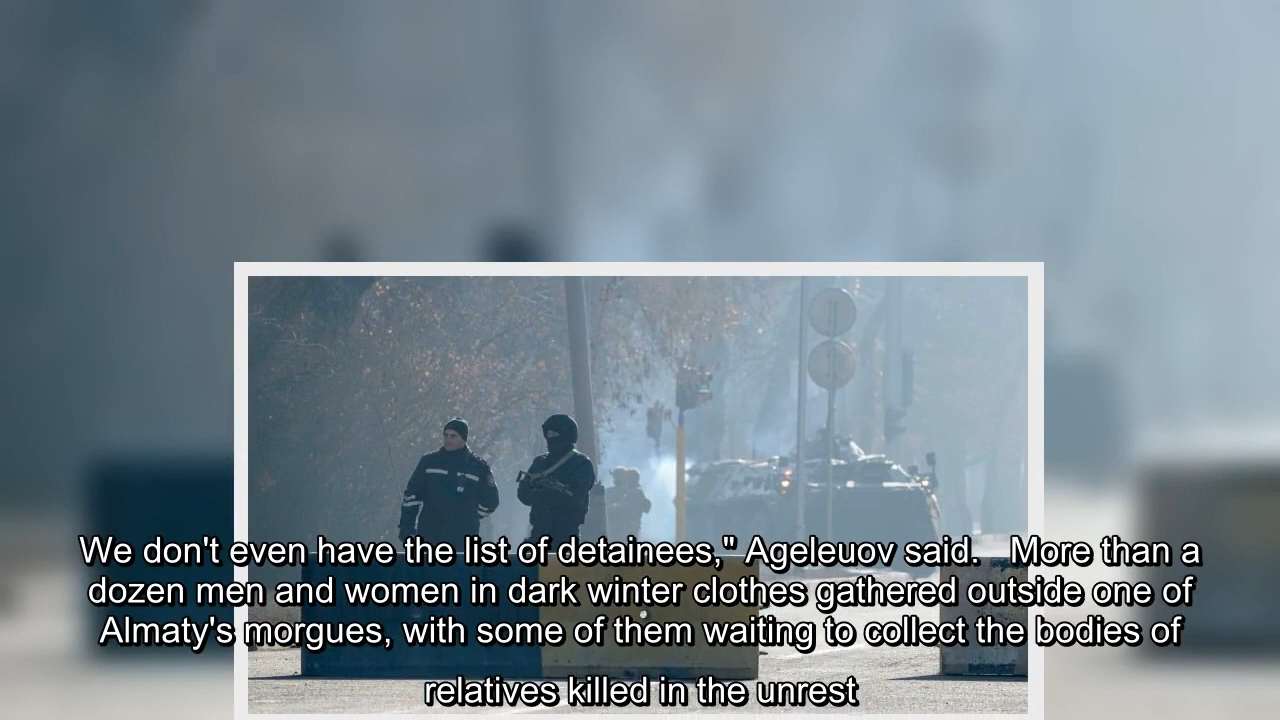 We don't even have the list of detainees," Ageleuov said.   More than a
dozen men and women in dark winter clothes gathered outside one of
Almaty's morgues, with some of them waiting to collect the bodies of
relatives killed in the unrest